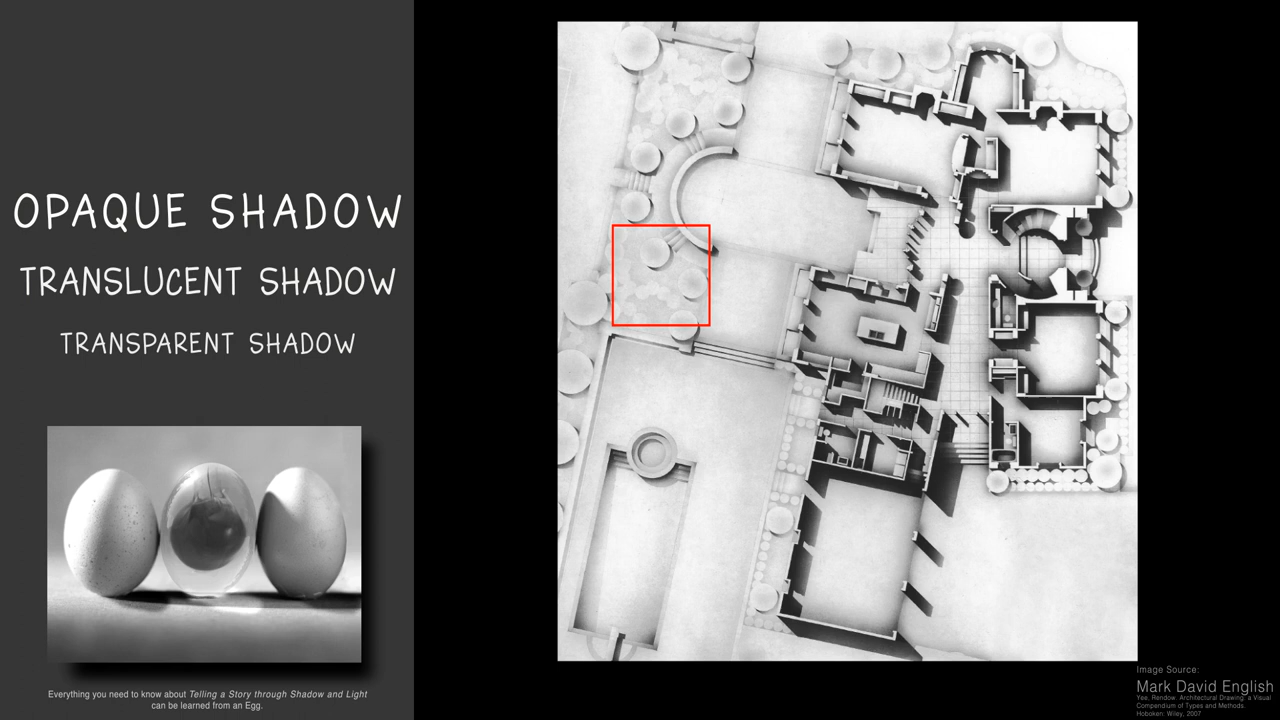 OPAQUE SHADOW
TRANSLUCENT SHADOW
TRANSPARENT SHADOW
Everything you need to know about Telling a Story through Shadow and Light
can be learned from an Egg.
Image Source:
Mark David English
Yee, Rendow. Architectural Drawing: a Visual
Compendium of Types and Methods.
Hoboken: Wiley, 2007